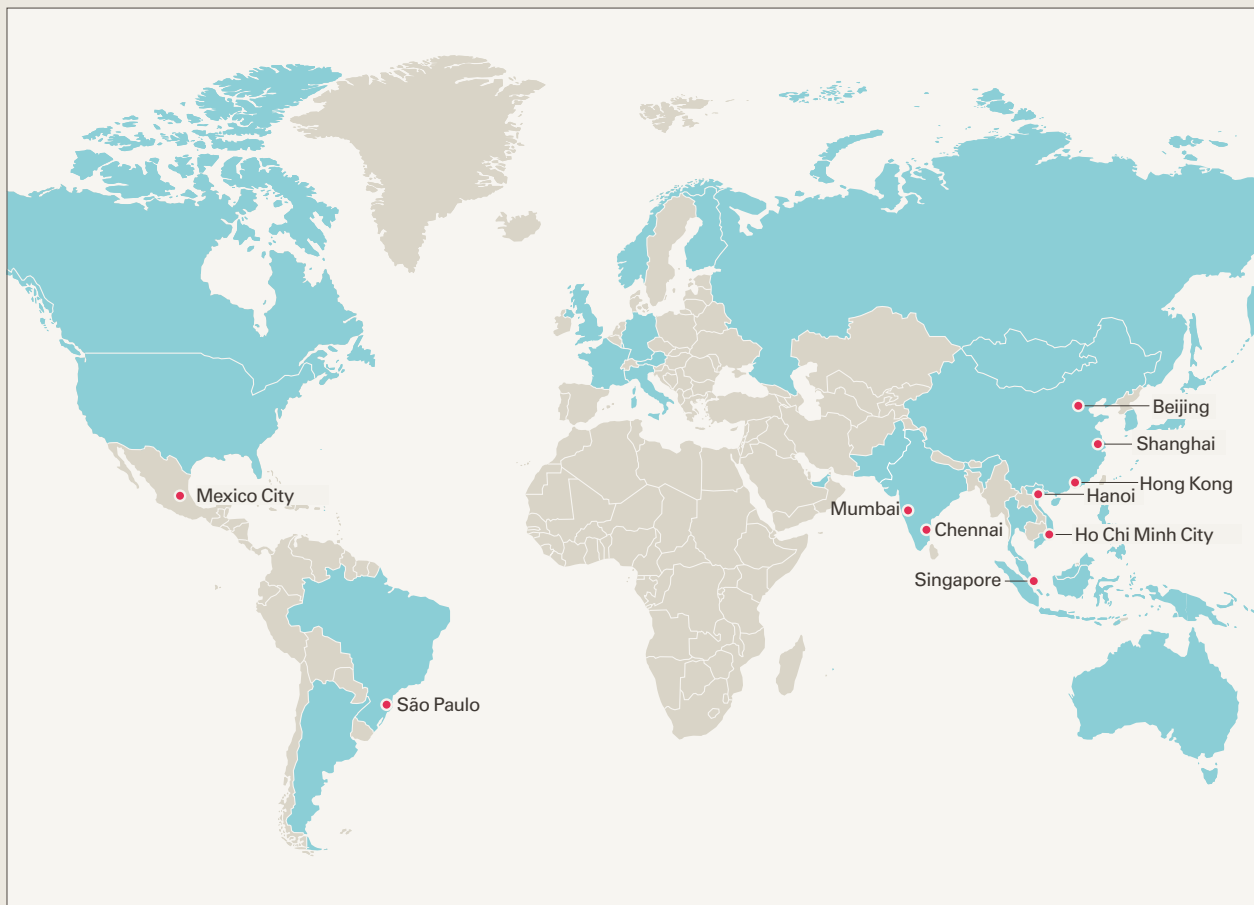 Beijing
Shanghai
Hong Kong
Mexico City
Hanoi
Mumbai
Chennai
Ho Chi Minh City
Singapore
São Paulo